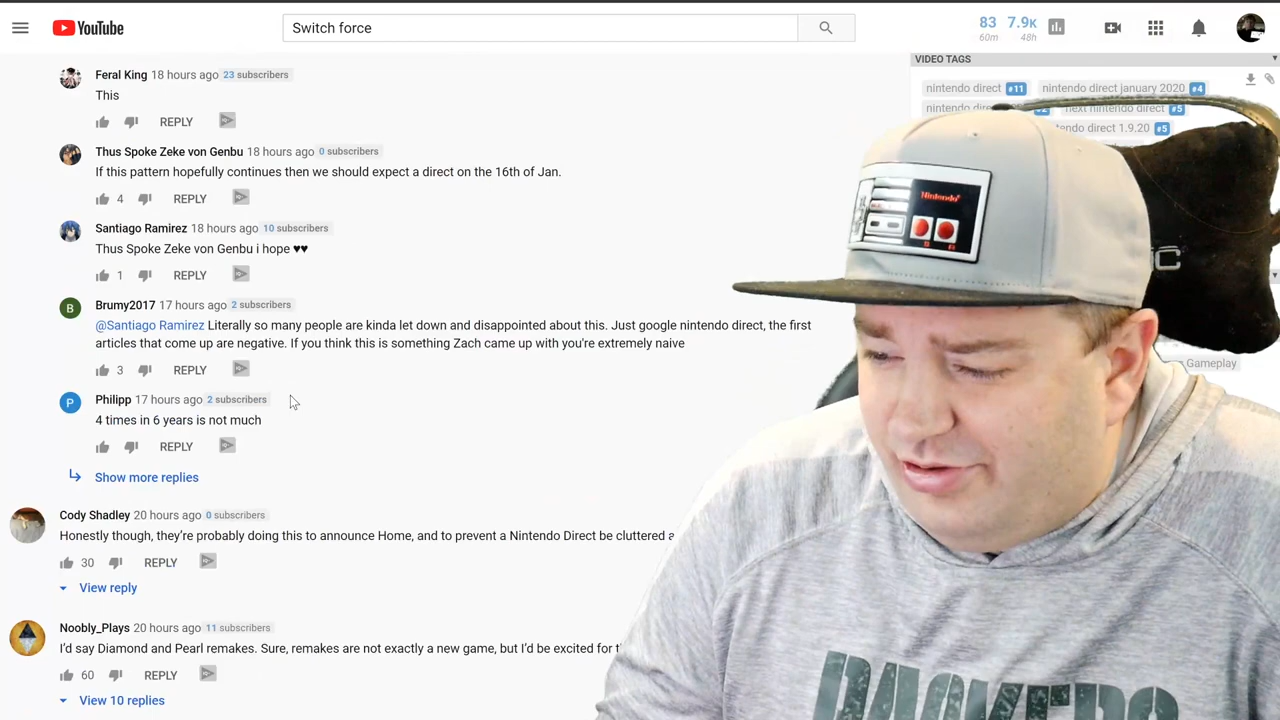 YouTube
Switch force
83
60m
7.9K
48h
Feral King 18 hours ago 23 subscribers
This
REPLY
Thus Spoke Zeke von Genbu 18 hours ago 0 subscribers
If this pattern hopefully continues then we should expect a direct on the 16th of Jan.
4 REPLY
Santiago Ramirez 18 hours ago 10 subscribers
Thus Spoke Zeke von Genbu i hope ♥♥
1 REPLY
B
Brumy2017 17 hours ago 2 subscribers
@Santiago Ramirez Literally so many people are kinda let down and disappointed about this. Just google nintendo direct, the first
articles that come up are negative. If you think this is something Zach came up with you're extremely naive
3 REPLY
P
Philipp 17 hours ago 2 subscribers
4 times in 6 years is not much
REPLY
Show more replies
Cody Shadley 20 hours ago 0 subscribers
Honestly though, they're probably doing this to announce Home, and to prevent a Nintendo Direct be cluttered
30 REPLY
View reply
Noobly_Plays 20 hours ago 11 subscribers
I'd say Diamond and Pearl remakes. Sure, remakes are not exactly a new game, but I'd be excited for
60 REPLY
View 10 replies
VIDEO TAGS
nintendo direct #11 nintendo direct january 2020 #4
nintendo direct next nintendo direct #5
direct 1.9.20 #5
Gameplay
Nintendo
B A
C
PACKERS